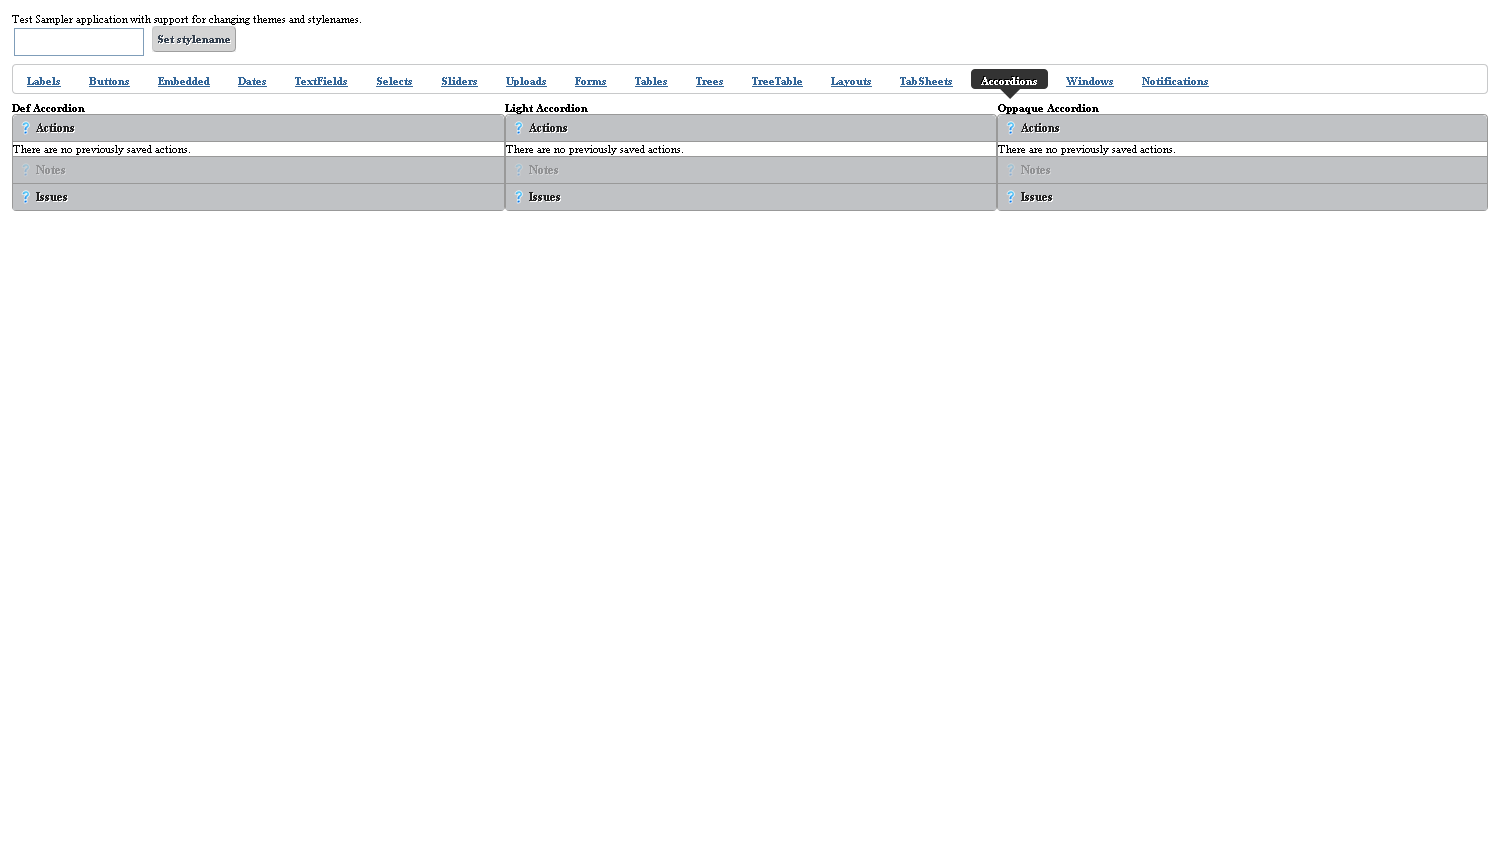 Test Sampler application with support for changing themes and stylenames.
Set stylename
Labels Buttons Embedded Dates TextFields Selects Sliders Uploads Forms Tables Trees TreeTable Layouts TabSheets Accordions Windows Notifications
Def Accordion Light Accordion Oppaque Accordion
? Actions ? Actions ? Actions
There are no previously saved actions. There are no previously saved actions. There are no previously saved actions.
? Notes ? Notes ? Notes
? Issues ? Issues ? Issues